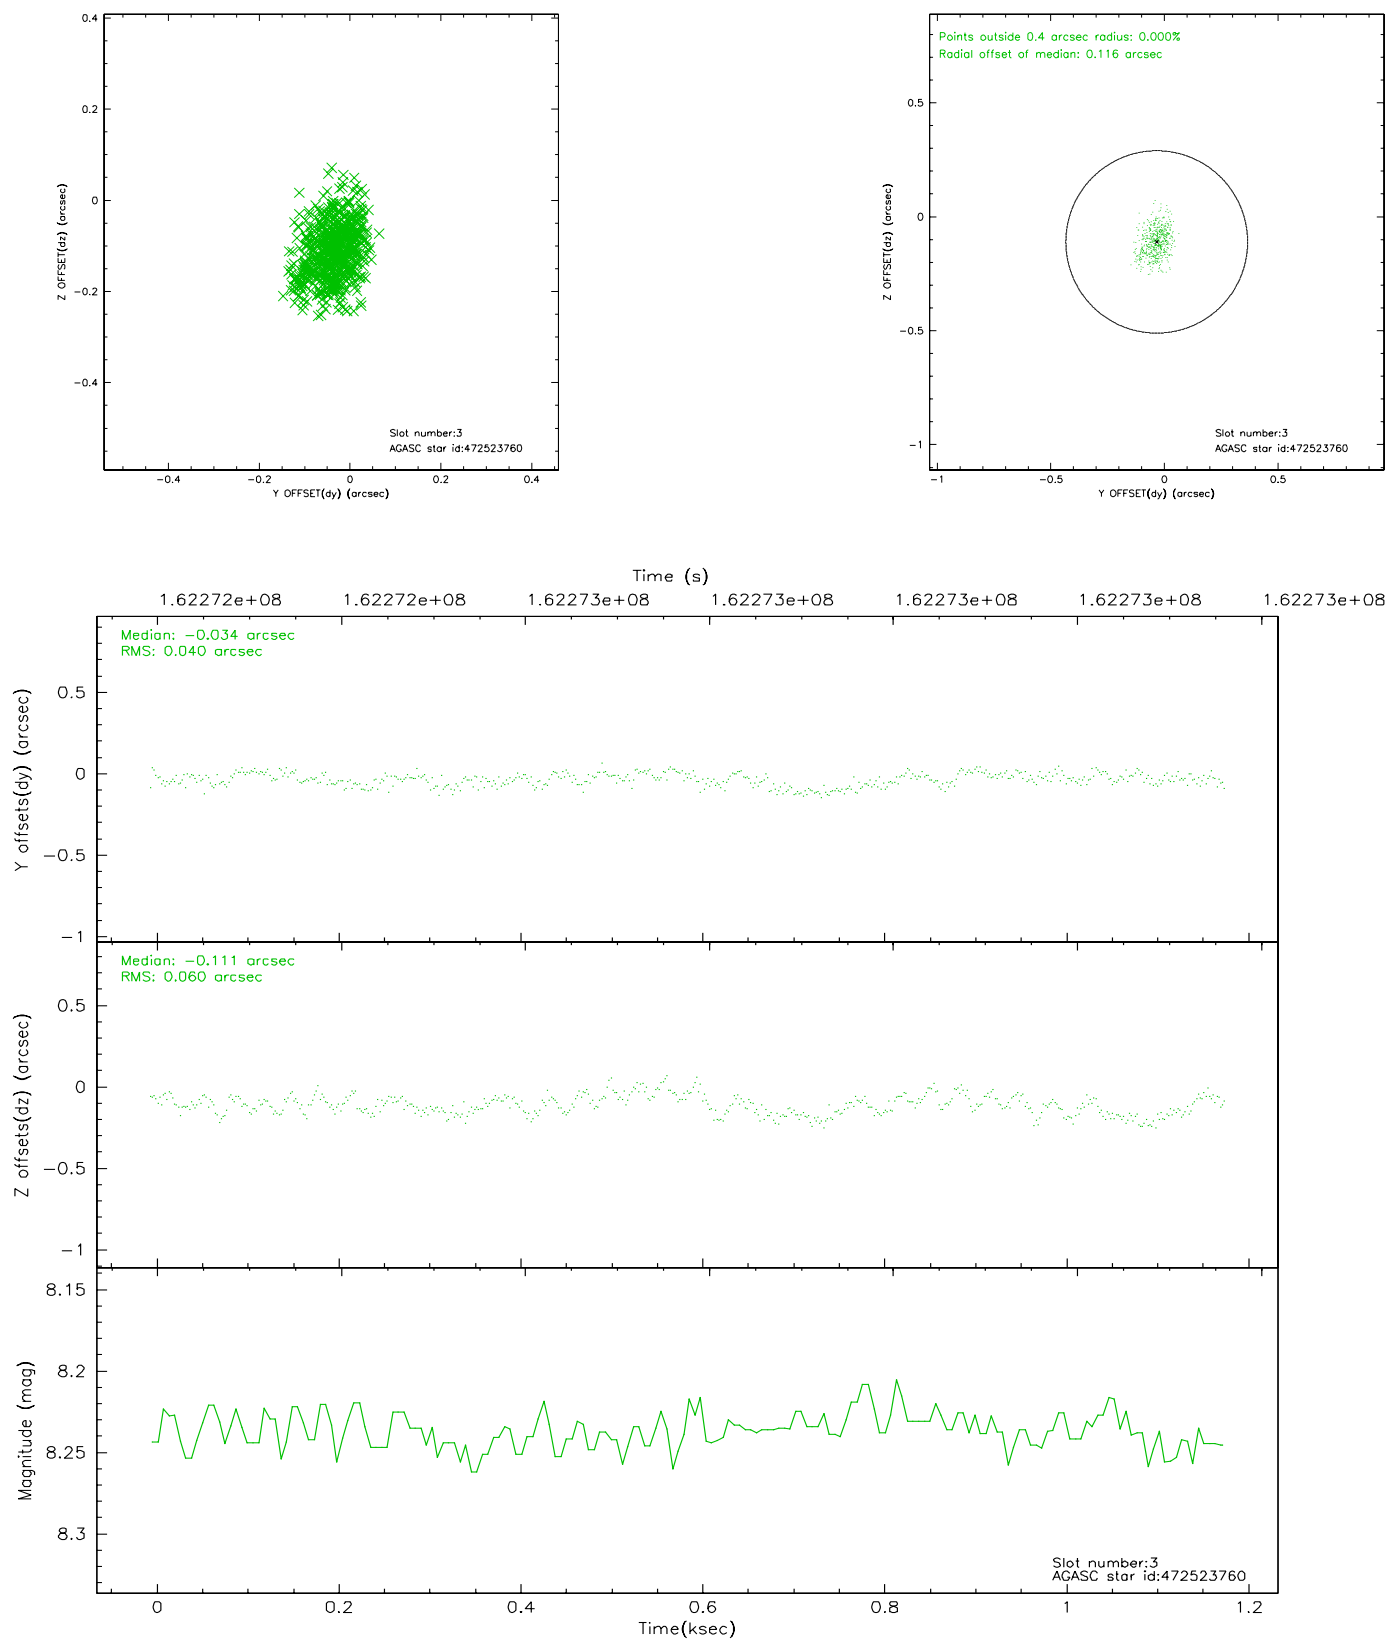 0.4
0.2
0
−0.2
−0.4
Z OFFSET(dz) (arcsec)
Slot number:3
AGASC star id:472523760
−0.4 −0.2 0 0.2 0.4
Y OFFSET(dy) (arcsec)
Points outside 0.4 arcsec radius: 0.000%
Radial offset of median: 0.116 arcsec
0.5
0
−0.5
−1
Z OFFSET(dz) (arcsec)
Slot number:3
AGASC star id:472523760
−1 −0.5 0 0.5
Y OFFSET(dy) (arcsec)
Time (s)
1.62272e+08 1.62272e+08 1.62273e+08 1.62273e+08 1.62273e+08 1.62273e+08 1.62273e+08
Median: −0.034 arcsec
RMS: 0.040 arcsec
0.5
0
−0.5
−1
Y offsets(dy) (arcsec)
Median: −0.111 arcsec
RMS: 0.060 arcsec
0.5
0
−0.5
−1
Z offsets(dz) (arcsec)
8.15
8.2
8.25
8.3
Magnitude (mag)
Slot number:3
AGASC star id:472523760
0 0.2 0.4 0.6 0.8 1 1.2
Time(ksec)